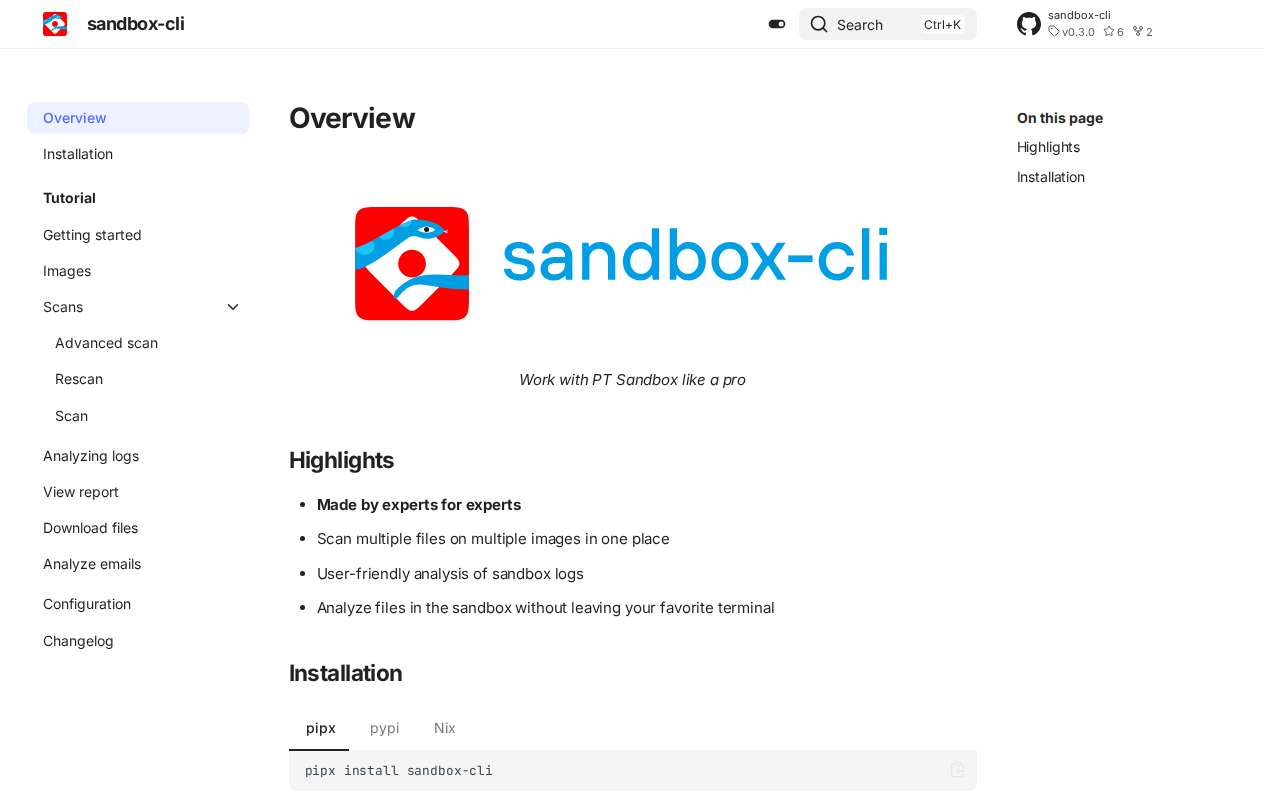 sandbox-cli
Search
Ctrl+K
sandbox-cli
v0.3.0 6 2
Overview
Installation
Tutorial
Getting started
Images
Scans
Advanced scan
Rescan
Scan
Analyzing logs
View report
Download files
Analyze emails
Configuration
Changelog
Overview
sandbox-cli
Work with PT Sandbox like a pro
Highlights
Made by experts for experts
Scan multiple files on multiple images in one place
User-friendly analysis of sandbox logs
Analyze files in the sandbox without leaving your favorite terminal
Installation
pipx pypi Nix
pipx install sandbox-cli
On this page
Highlights
Installation